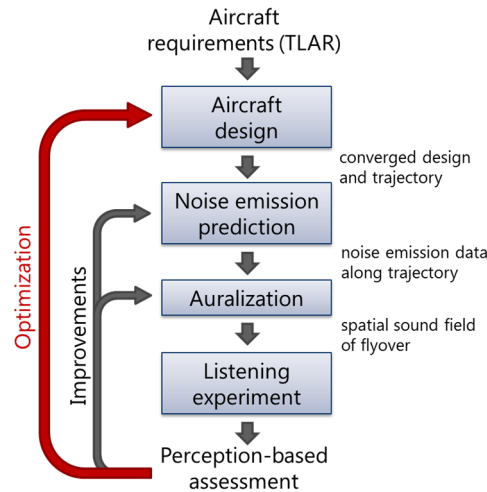 Aircraft
requirements (TLAR)
Aircraft
design
converged design
and trajectory
Noise emission
prediction
noise emission data
along trajectory
Auralization
spatial sound field
of flyover
Listening
experiment
Perception-based
assessment
Optimization
Improvements